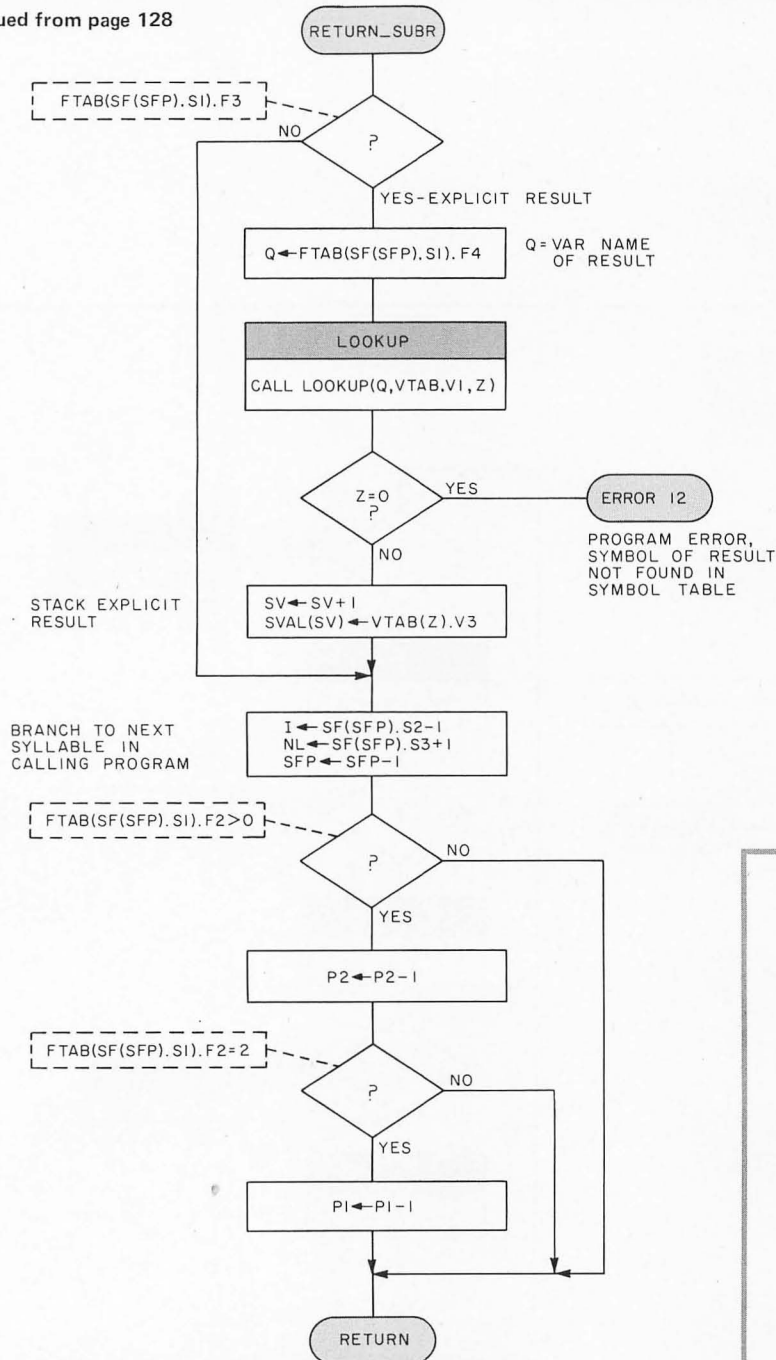 ued from page 128
RETURN_SUBR
FTAB(SF(SFP).S1).F3
NO
?
YES-EXPLICIT RESULT
Q←FTAB(SF(SFP).S1).F4
Q=VAR NAME
OF RESULT
LOOKUP
CALL LOOKUP(Q,VTAB,V1,Z)
Z=0
?
YES
ERROR 12
NO
PROGRAM ERROR,
SYMBOL OF RESULT
NOT FOUND IN
SYMBOL TABLE
STACK EXPLICIT
RESULT
SV←SV+1
SVAL(SV)←VTAB(Z).V3
BRANCH TO NEXT
SYLLABLE IN
CALLING PROGRAM
I←SF(SFP).S2-1
NL←SF(SFP).S3+1
SFP←SFP-1
FTAB(SF(SFP).S1).F2>0
?
NO
YES
P2←P2-1
FTAB(SF(SFP).S1).F2=2
?
NO
YES
P1←P1-1
RETURN